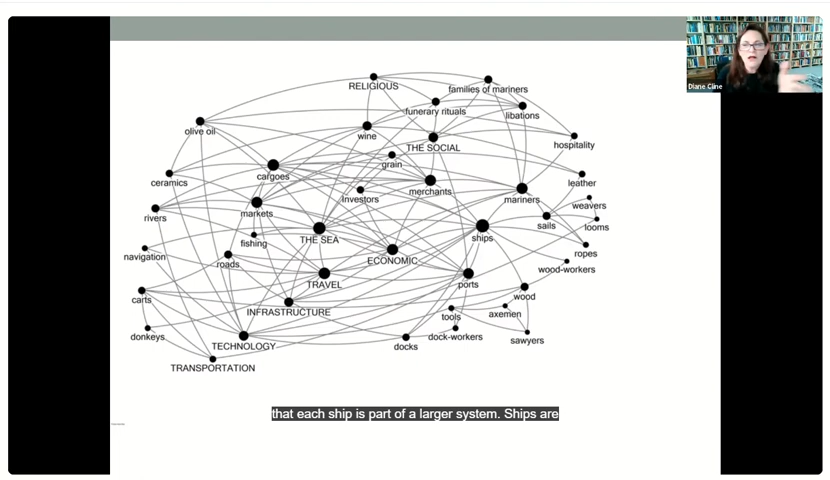 Diane Cline
RELIGIOUS
families of mariners
funerary rituals
libations
olive oil
wine
THE SOCIAL
hospitality
grain
cargoes
ceramics
merchants
leather
Investors
mariners
weavers
rivers
markets
sails
looms
THE SEA
ships
fishing
ropes
navigation
ECONOMIC
roads
wood-workers
TRAVEL
ports
carts
wood
INFRASTRUCTURE
tools
axemen
donkeys
TECHNOLOGY
docks
dock-workers
sawyers
TRANSPORTATION
that each ship is part of a larger system. Ships are